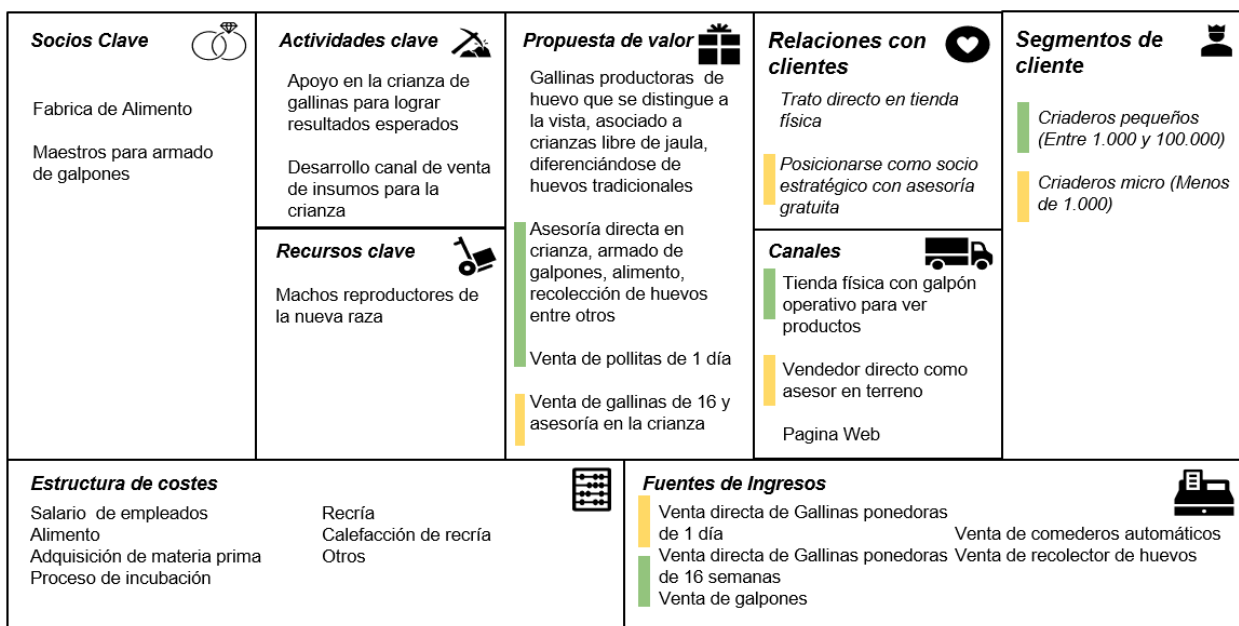 Socios Clave
Fabrica de Alimento
Maestros para armado
de galpones
Actividades clave
Apoyo en la crianza de
gallinas para lograr
resultados esperados
Desarrollo canal de venta
de insumos para la
crianza
Recursos clave
Machos reproductores de
la nueva raza
Propuesta de valor
Gallinas productoras de
huevo que se distingue a
la vista, asociado a
crianzas libre de jaula,
diferenciándose de
huevos tradicionales
Asesoría directa en
crianza, armado de
galpones, alimento,
recolección de huevos
entre otros
Venta de pollitas de 1 día
Venta de gallinas de 16 y
asesoría en la crianza
Relaciones con
clientes
Trato directo en tienda
física
Posicionarse como socio
estratégico con asesoría
gratuita
Canales
Tienda física con galpón
operativo para ver
productos
Vendedor directo como
asesor en terreno
Pagina Web
Segmentos de
cliente
Criaderos pequeños
(Entre 1.000 y 100.000)
Criaderos micro (Menos
de 1.000)
Estructura de costes
Salario de empleados
Alimento
Adquisición de materia prima
Proceso de incubación
Recría
Calefacción de recría
Otros
Fuentes de Ingresos
Venta directa de Gallinas ponedoras
de 1 día
Venta directa de Gallinas ponedoras
de 16 semanas
Venta de galpones
Venta de comederos automáticos
Venta de recolector de huevos